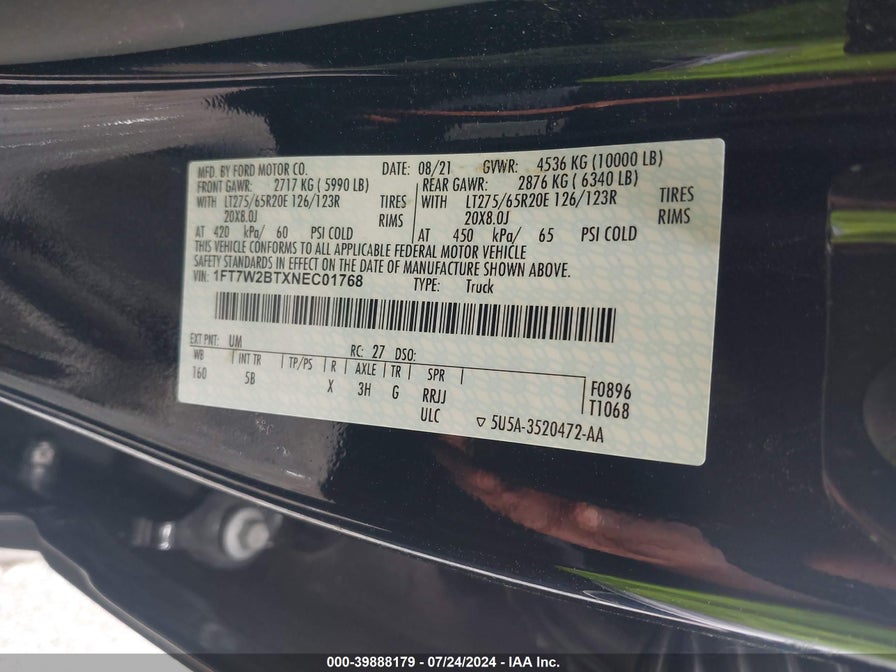 MFD. BY FORD MOTOR CO. DATE: 08/21 GVWR: 4536 KG (10000 LB)
FRONT GAWR: 2717 KG ( 5990 LB) REAR GAWR: 2876 KG ( 6340 LB)
WITH LT275/65R20E 126/123R TIRES WITH LT275/65R20E 126/123R TIRES
20X8.0J RIMS 20X8.0J RIMS
AT 420 kPa/ 60 PSI COLD AT 450 kPa/ 65 PSI COLD
THIS VEHICLE CONFORMS TO ALL APPLICABLE FEDERAL MOTOR VEHICLE
SAFETY STANDARDS IN EFFECT ON THE DATE OF MANUFACTURE SHOWN ABOVE.
VIN: 1FT7W2BTXNEC01768 TYPE: Truck
EXT PNT: UM RC: 27 DSO:
WB INT TR TP/PS R AXLE TR SPR
160 5B X 3H G RRJJ F0896
ULC T1068
5U5A-3520472-AA
000-39888179 - 07/24/2024 - IAA Inc.